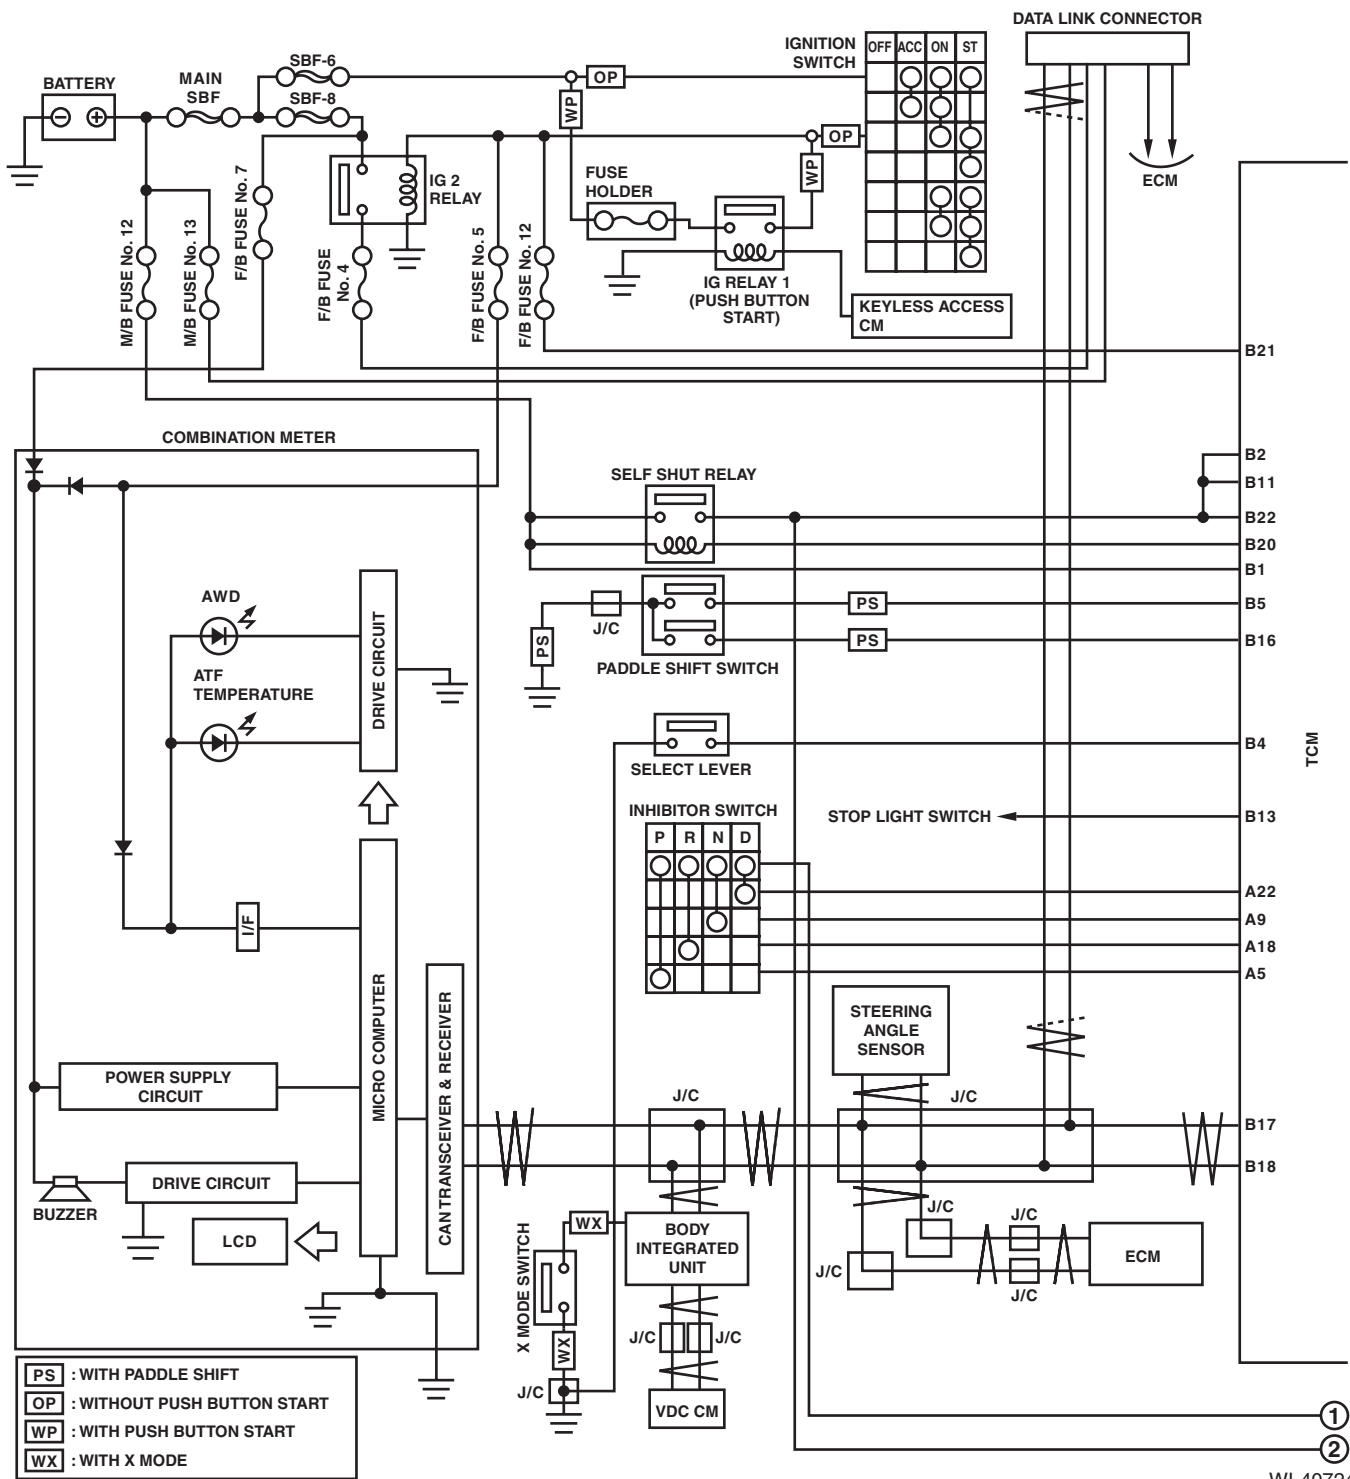 DATA LINK CONNECTOR
IGNITION
SWITCH
OFF ACC ON ST
SBF-6
MAIN
SBF
SBF-8
BATTERY
OP
WP
OP
WP
ECM
IG 2
RELAY
FUSE
HOLDER
M/B FUSE No. 12
M/B FUSE No. 13
F/B FUSE No. 7
F/B FUSE
No. 4
F/B FUSE No. 5
F/B FUSE No. 12
IG RELAY 1
(PUSH BUTTON
START)
KEYLESS ACCESS
CM
B21
COMBINATION METER
B2
B11
SELF SHUT RELAY
B22
B20
B1
AWD
DRIVE CIRCUIT
J/C
PS
PS
B5
PS
B16
PADDLE SHIFT SWITCH
ATF
TEMPERATURE
TCM
B4
SELECT LEVER
INHIBITOR SWITCH
P R N D
STOP LIGHT SWITCH
B13
A22
A9
A18
A5
I/F
MICRO COMPUTER
CAN TRANSCEIVER & RECEIVER
STEERING
ANGLE
SENSOR
POWER SUPPLY
CIRCUIT
J/C
J/C
B17
B18
DRIVE CIRCUIT
BUZZER
LCD
X MODE SWITCH
WX
BODY
INTEGRATED
UNIT
J/C
J/C
J/C
J/C
ECM
WX
J/C
J/C
J/C
VDC CM
PS : WITH PADDLE SHIFT
OP : WITHOUT PUSH BUTTON START
WP : WITH PUSH BUTTON START
WX : WITH X MODE
1
2